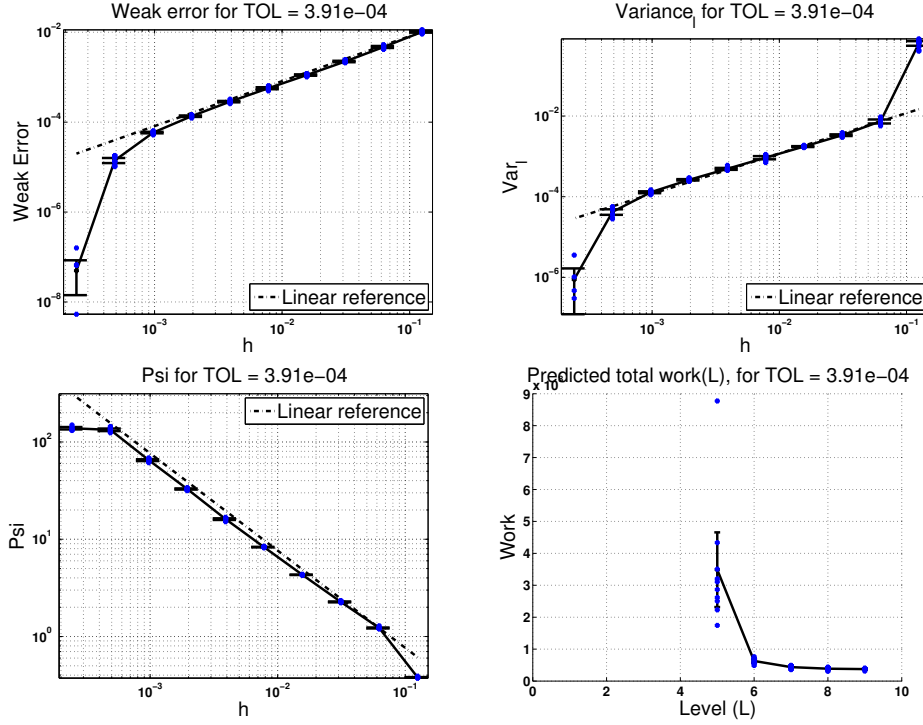 Weak error for TOL = 3.91e−04
10⁻²
10⁻⁴
10⁻⁶
10⁻⁸
Weak Error
Linear reference
10⁻³ 10⁻² 10⁻¹
h
Variance_l for TOL = 3.91e−04
10⁻²
10⁻⁴
10⁻⁶
Var_l
Linear reference
10⁻³ 10⁻² 10⁻¹
h
Psi for TOL = 3.91e−04
Linear reference
10²
10¹
10⁰
Psi
10⁻³ 10⁻² 10⁻¹
h
Predicted total work(L), for TOL = 3.91e−04
9
8
7
6
5
4
3
2
1
0
Work
0 2 4 6 8 10
Level (L)